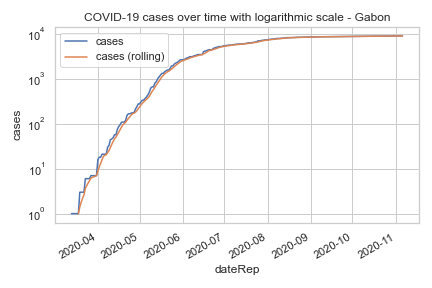 COVID-19 cases over time with logarithmic scale - Gabon
cases
cases (rolling)
10⁴
10³
10²
10¹
10⁰
cases
2020-04
2020-05
2020-06
2020-07
2020-08
2020-09
2020-10
2020-11
dateRep